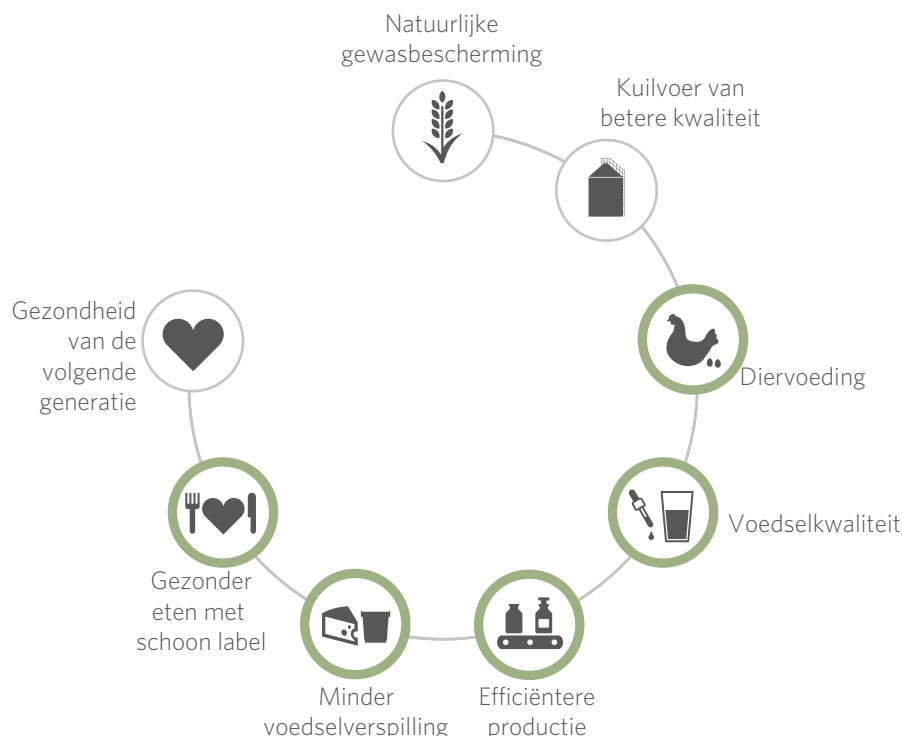 Natuurlijke
gewasbescherming
Kuilvoer van
betere kwaliteit
Diervoeding
Voedselkwaliteit
Efficiëntere
productie
Minder
voedselverspilling
Gezonder
eten met
schoon label
Gezondheid
van de
volgende
generatie